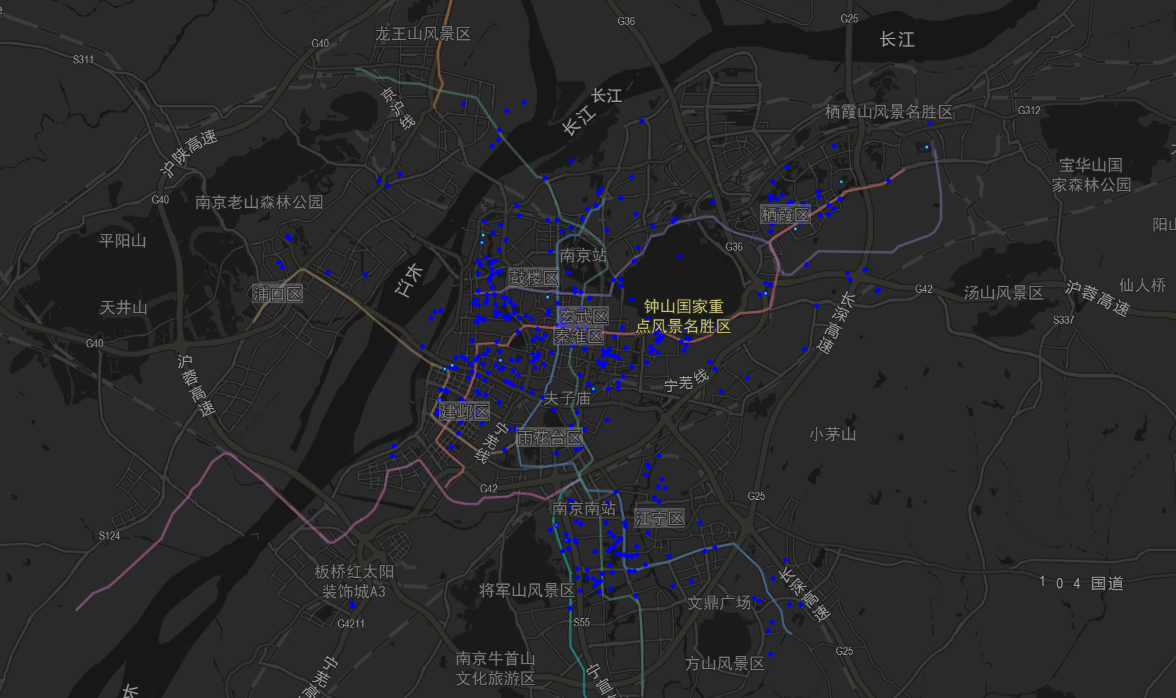 G36
G25
龙王山风景区
长江
G40
S311
京沪线
长江
长江
栖霞山风景名胜区
G312
沪陕高速
宝华山国
家森林公园
G40
南京老山森林公园
栖霞区
阳山
平阳山
G36
南京站
鼓楼区
长江
仙人桥
浦口区
G42
汤山风景区
沪蓉高速
天井山
钟山国家重
点风景名胜区
玄武区
秦淮区
长深高速
S337
G40
沪蓉高速
宁芜线
夫子庙
建邺区
宁芜线
雨花台区
小茅山
G42
G25
南京南站
江宁区
S124
板桥红太阳
装饰城A3
将军山风景区
长深高速
104国道
文鼎广场
G4211
S55
G25
南京牛首山
文化旅游区
方山风景区
宁芜高
宁宣
长